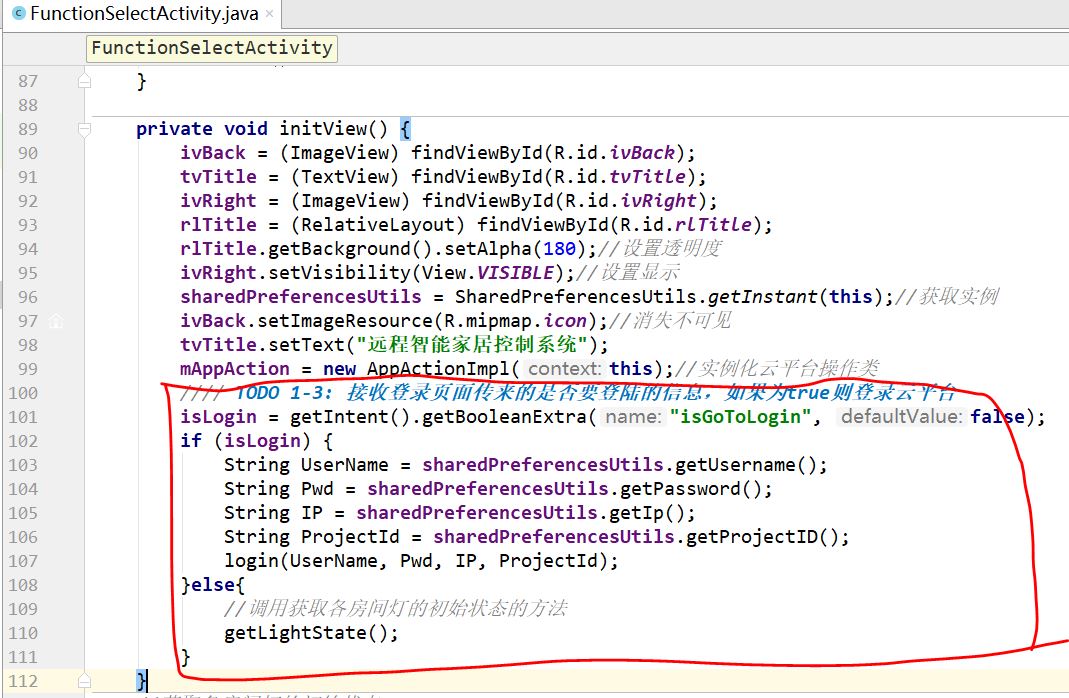 FunctionSelectActivity.java
FunctionSelectActivity
87 }
88
89 private void initView() {
90 ivBack = (ImageView) findViewById(R.id.ivBack);
91 tvTitle = (TextView) findViewById(R.id.tvTitle);
92 ivRight = (ImageView) findViewById(R.id.ivRight);
93 rlTitle = (RelativeLayout) findViewById(R.id.rlTitle);
94 rlTitle.getBackground().setAlpha(180);//设置透明度
95 ivRight.setVisibility(View.VISIBLE);//设置显示
96 sharedPreferencesUtils = SharedPreferencesUtils.getInstant(this);//获取实例
97 ivBack.setImageResource(R.mipmap.icon);//消失不可见
98 tvTitle.setText("远程智能家居控制系统");
99 mAppAction = new AppActionImpl( context: this);//实例化云平台操作类
100 //// TODO 1-3: 接收登录页面传来的是否要登陆的信息，如果为true则登录云平台
101 isLogin = getIntent().getBooleanExtra( name: "isGoToLogin", defaultValue: false);
102 if (isLogin) {
103 String UserName = sharedPreferencesUtils.getUsername();
104 String Pwd = sharedPreferencesUtils.getPassword();
105 String IP = sharedPreferencesUtils.getIp();
106 String ProjectId = sharedPreferencesUtils.getProjectID();
107 login(UserName, Pwd, IP, ProjectId);
108 }else{
109 //调用获取各房间灯的初始状态的方法
110 getLightState();
111 }
112 }